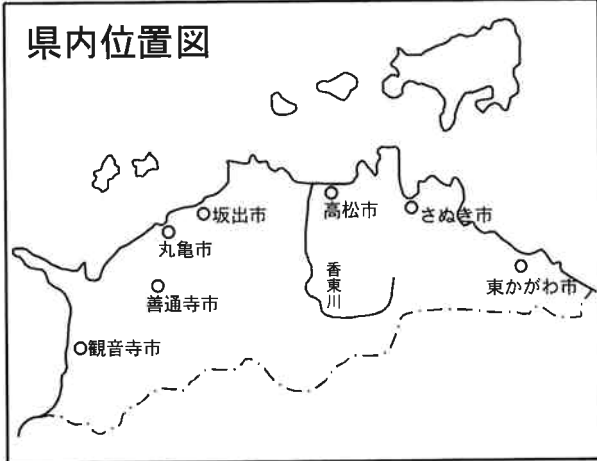 県内位置図
高松市
さぬき市
坂出市
丸亀市
香東川
東かがわ市
善通寺市
観音寺市